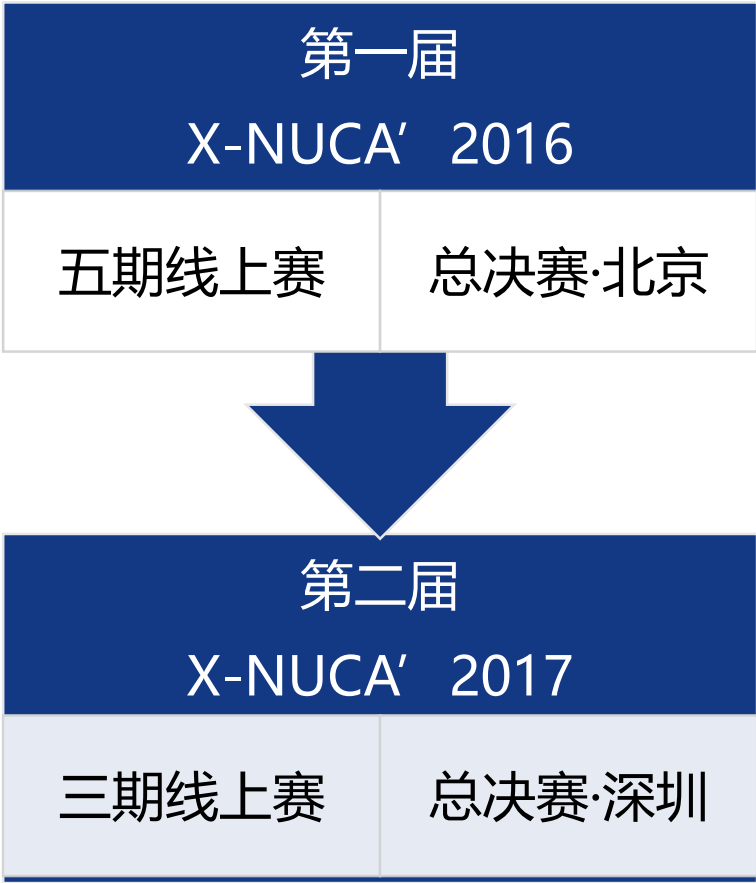 第一届
X-NUCA’ 2016
五期线上赛
总决赛·北京
第二届
X-NUCA’ 2017
三期线上赛
总决赛·深圳